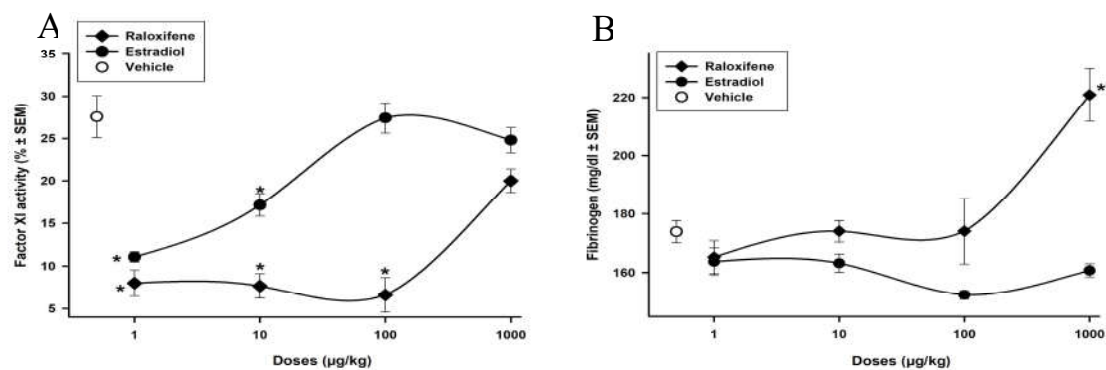 A
Raloxifene
Estradiol
Vehicle
Factor XI activity (% ± SEM)
35
30
25
20
15
10
5
*
*
*
*
*
1
10
100
1000
Doses (µg/kg)
B
Raloxifene
Estradiol
Vehicle
Fibrinogen (mg/dl ± SEM)
220
200
180
160
*
1
10
100
1000
Doses (µg/kg)